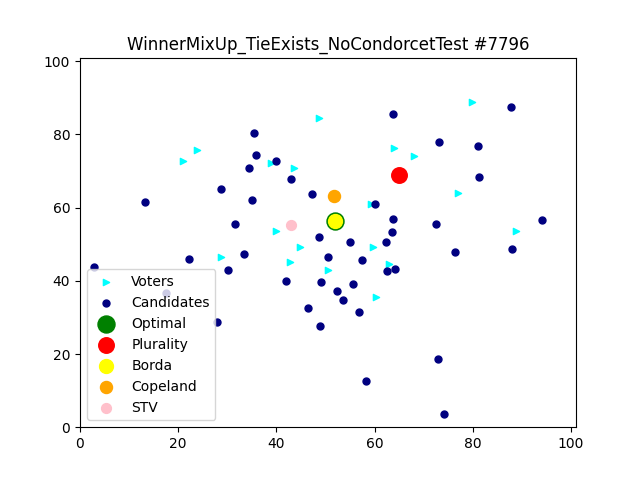 WinnerMixUp_TieExists_NoCondorcetTest #7796
100
80
60
40
20
0
0 20 40 60 80 100
Voters
Candidates
Optimal
Plurality
Borda
Copeland
STV